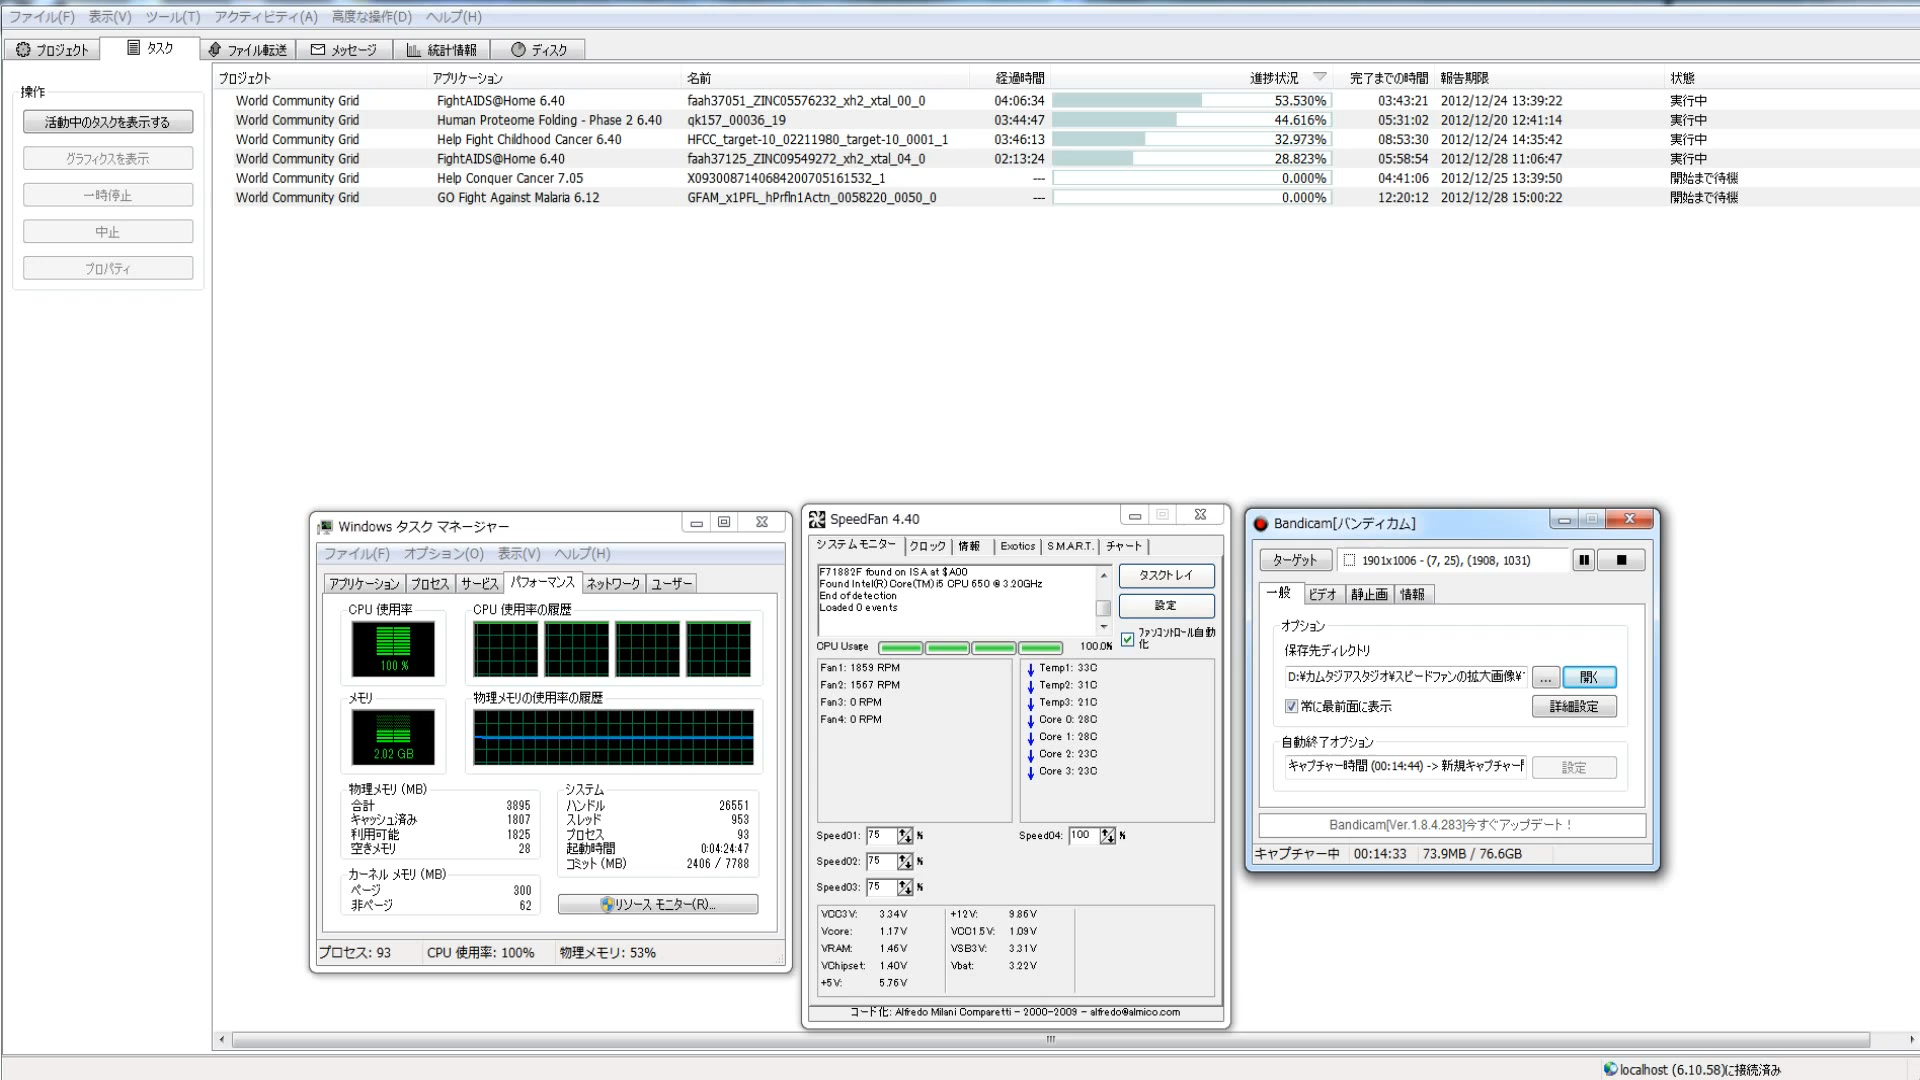 ファイル(F) 表示(V) ツール(T) アクティビティ(A) 高度な操作(D) ヘルプ(H)
プロジェクト タスク ファイル転送 メッセージ 統計情報 ディスク
操作
活動中のタスクを表示する
グラフィクスを表示
一時停止
中止
プロパティ
プロジェクト アプリケーション 名前 経過時間 進捗状況 完了までの時間 報告期限 状態
World Community Grid FightAIDS@Home 6.40 faah37051_ZINC05576232_xh2_xtal_00_0 04:06:34 53.530% 03:43:21 2012/12/24 13:39:22 実行中
World Community Grid Human Proteome Folding - Phase 2 6.40 qk157_00036_19 03:44:47 44.616% 05:31:02 2012/12/20 12:41:14 実行中
World Community Grid Help Fight Childhood Cancer 6.40 HFCC_target-10_02211980_target-10_0001_1 03:46:13 32.973% 08:53:30 2012/12/24 14:35:42 実行中
World Community Grid FightAIDS@Home 6.40 faah37125_ZINC09549272_xh2_xtal_04_0 02:13:24 28.823% 05:58:54 2012/12/28 11:06:47 実行中
World Community Grid Help Conquer Cancer 7.05 X0930087140684200705161532_1 --- 0.000% 04:41:06 2012/12/25 13:39:50 開始まで待機
World Community Grid GO Fight Against Malaria 6.12 GFAM_x1PFL_hPrfln1Actn_0058220_0050_0 --- 0.000% 12:20:12 2012/12/28 15:00:22 開始まで待機
Windows タスク マネージャー
ファイル(F) オプション(O) 表示(V) ヘルプ(H)
アプリケーション プロセス サービス パフォーマンス ネットワーク ユーザー
CPU 使用率 CPU 使用率の履歴
100 %
メモリ 物理メモリの使用率の履歴
2.02 GB
物理メモリ (MB)
合計 3895
キャッシュ済み 1807
利用可能 1825
空きメモリ 28
カーネル メモリ (MB)
ページ 300
非ページ 62
システム
ハンドル 26551
スレッド 953
プロセス 93
起動時間 0:04:24:47
コミット (MB) 2406 / 7788
リソース モニター(R)...
プロセス: 93 CPU 使用率: 100% 物理メモリ: 53%
SpeedFan 4.40
システムモニター クロック 情報 Exotics S.M.A.R.T. チャート
F71882F found on ISA at $A00
Found Intel(R) Core(TM) i5 CPU 650 @ 3.20GHz
End of detection
Loaded 0 events
タスクトレイ
設定
ファンコントロール自動化
CPU Usage 100.0%
Fan1: 1859 RPM
Fan2: 1567 RPM
Fan3: 0 RPM
Fan4: 0 RPM
Temp1: 33C
Temp2: 31C
Temp3: 21C
Core 0: 28C
Core 1: 28C
Core 2: 23C
Core 3: 23C
Speed01: 75 % Speed04: 100 %
Speed02: 75 %
Speed03: 75 %
VCC3V: 3.34V +12V: 9.86V
Vcore: 1.17V VCC1.5V: 1.09V
VRAM: 1.46V VSB3V: 3.31V
VChipset: 1.40V Vbat: 3.22V
+5V: 5.76V
コード化: Alfredo Milani Comparetti - 2000-2009 - alfredo@almico.com
Bandicam[バンディカム]
ターゲット 1901x1006 - (7, 25), (1908, 1031)
一般 ビデオ 静止画 情報
オプション
保存先ディレクトリ
D:¥カムタジアスタジオ¥スピードファンの拡大画像¥ ... 開く
常に最前面に表示 詳細設定
自動終了オプション
キャプチャー時間 (00:14:44) -> 新規キャプチャー 設定
Bandicam[Ver.1.8.4.283]今すぐアップデート！
キャプチャー中 00:14:33 73.9MB / 76.6GB
localhost (6.10.58)に接続済み